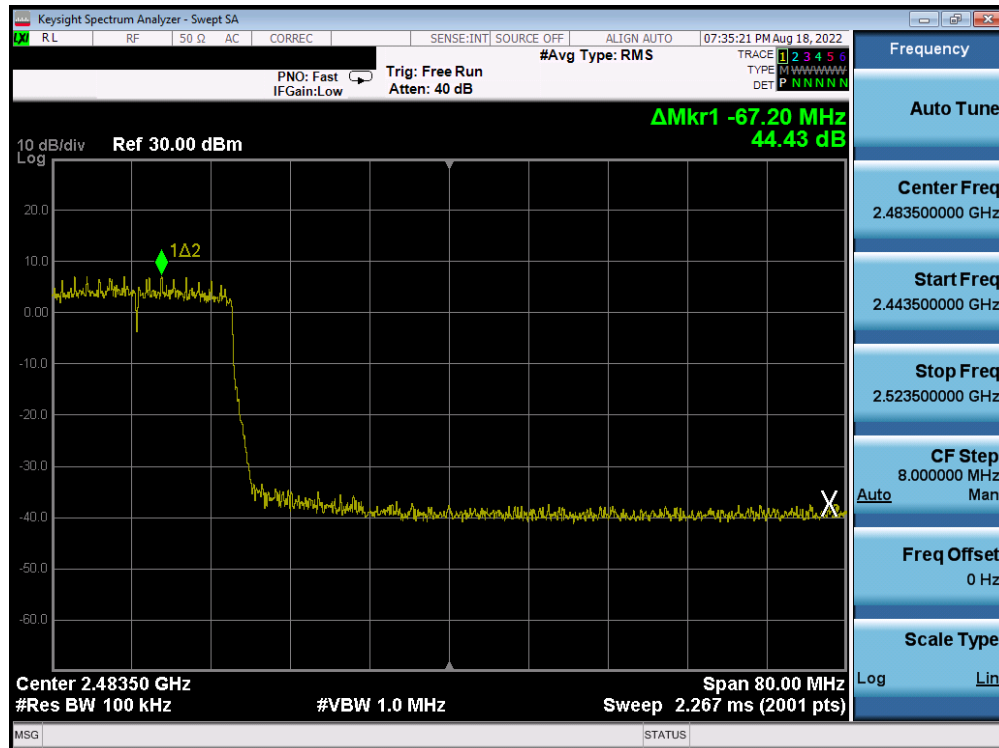 Keysight Spectrum Analyzer - Swept SA
LXI RL RF 50 Ω AC CORREC SENSE:INT SOURCE OFF ALIGN AUTO 07:35:21 PM Aug 18, 2022
#Avg Type: RMS TRACE 1 2 3 4 5 6
TYPE M WWWWW
DET P N N N N N
PNO: Fast Trig: Free Run
IFGain:Low Atten: 40 dB
ΔMkr1 -67.20 MHz
44.43 dB
10 dB/div Ref 30.00 dBm
Log
20.0
10.0
0.00
-10.0
-20.0
-30.0
-40.0
-50.0
-60.0
1Δ2
X
Center 2.48350 GHz Span 80.00 MHz
#Res BW 100 kHz #VBW 1.0 MHz Sweep 2.267 ms (2001 pts)
MSG STATUS
Frequency
Auto Tune
Center Freq
2.483500000 GHz
Start Freq
2.443500000 GHz
Stop Freq
2.523500000 GHz
CF Step
8.000000 MHz
Auto Man
Freq Offset
0 Hz
Scale Type
Log Lin